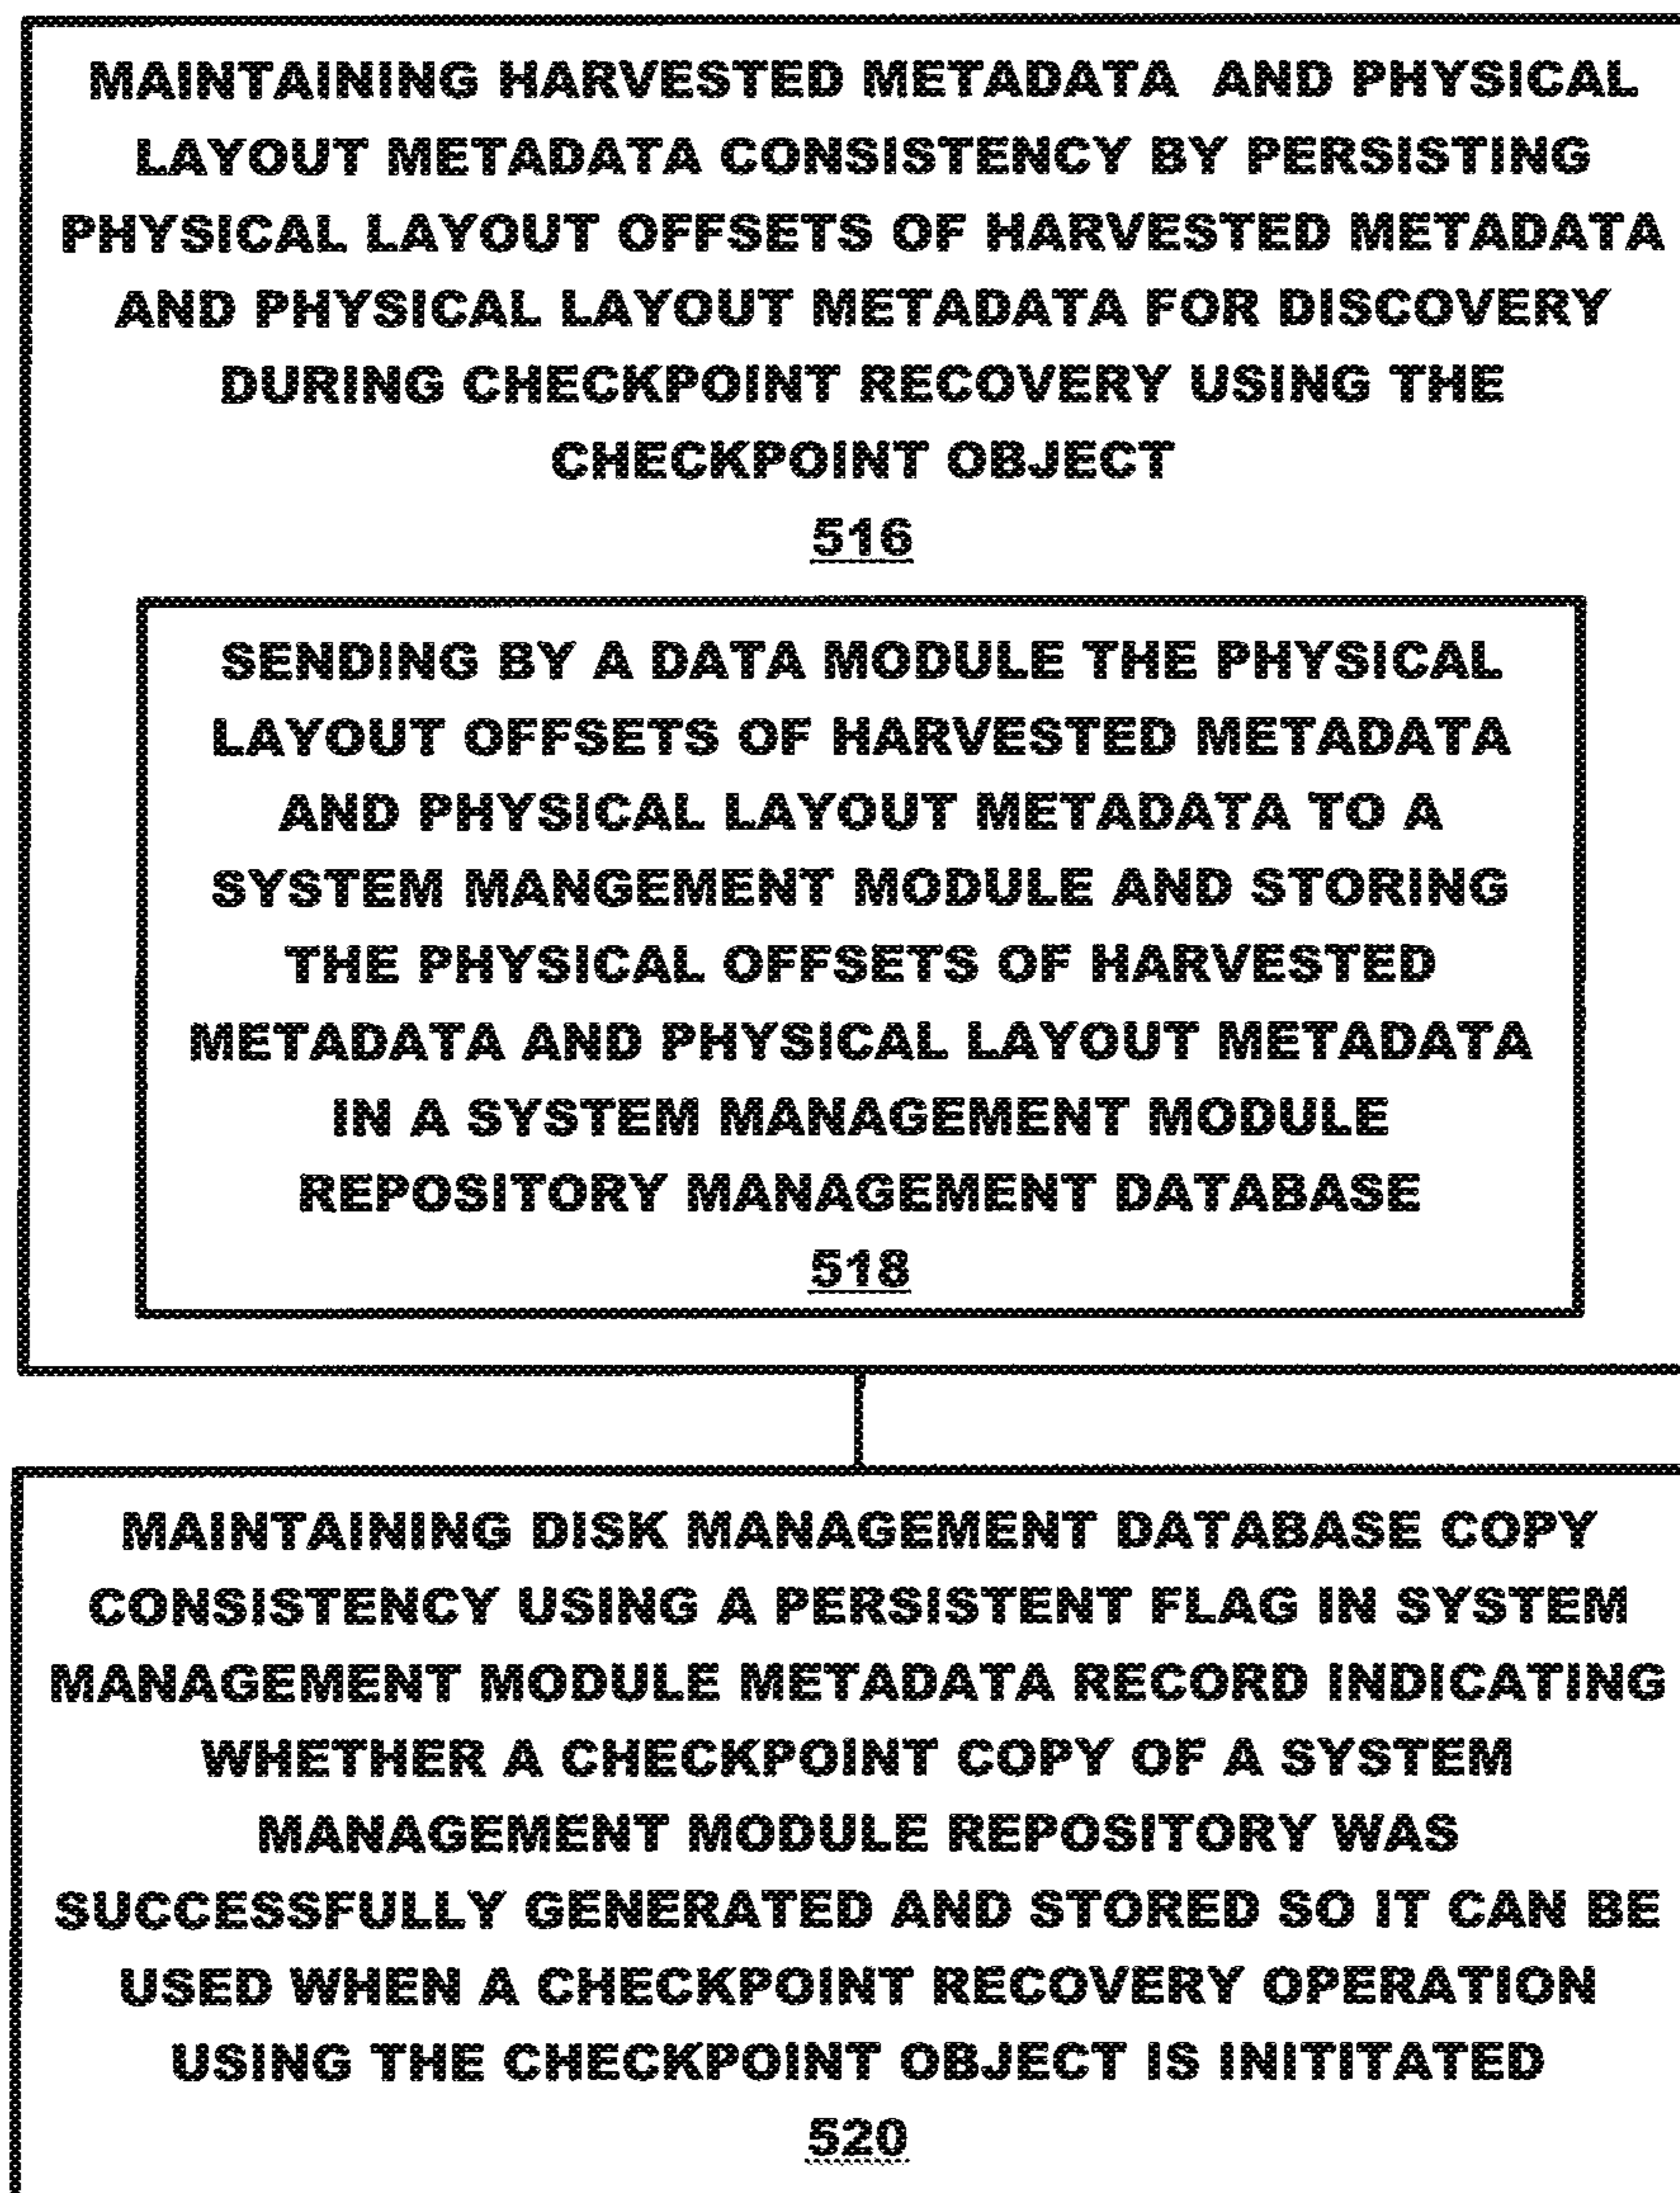 MAINTAINING HARVESTED METADATA AND PHYSICAL
LAYOUT METADATA CONSISTENCY BY PERSISTING
PHYSICAL LAYOUT OFFSETS OF HARVESTED METADATA
AND PHYSICAL LAYOUT METADATA FOR DISCOVERY
DURING CHECKPOINT RECOVERY USING THE
CHECKPOINT OBJECT
516
SENDING BY A DATA MODULE THE PHYSICAL
LAYOUT OFFSETS OF HARVESTED METADATA
AND PHYSICAL LAYOUT METADATA TO A
SYSTEM MANGEMENT MODULE AND STORING
THE PHYSICAL OFFSETS OF HARVESTED
METADATA AND PHYSICAL LAYOUT METADATA
IN A SYSTEM MANAGEMENT MODULE
REPOSITORY MANAGEMENT DATABASE
518
MAINTAINING DISK MANAGEMENT DATABASE COPY
CONSISTENCY USING A PERSISTENT FLAG IN SYSTEM
MANAGEMENT MODULE METADATA RECORD INDICATING
WHETHER A CHECKPOINT COPY OF A SYSTEM
MANAGEMENT MODULE REPOSITORY WAS
SUCCESSFULLY GENERATED AND STORED SO IT CAN BE
USED WHEN A CHECKPOINT RECOVERY OPERATION
USING THE CHECKPOINT OBJECT IS INITITATED
520